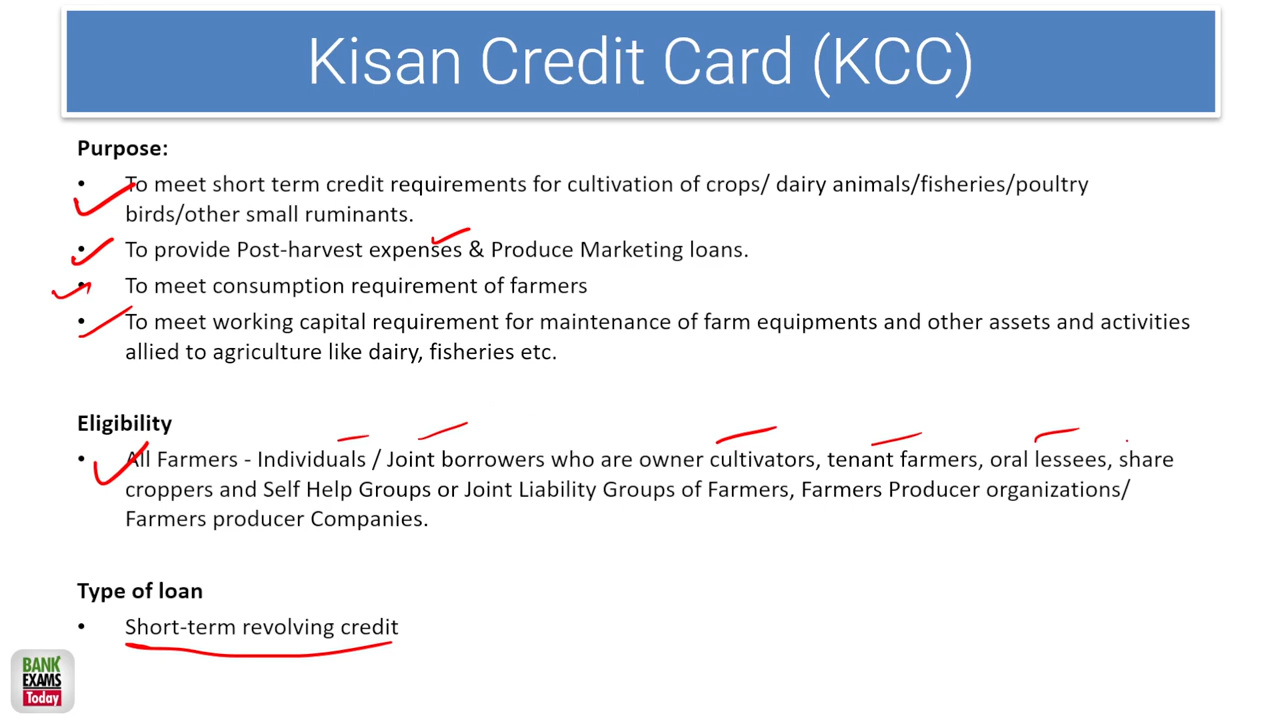 Kisan Credit Card (KCC)
Purpose:
• To meet short term credit requirements for cultivation of crops/ dairy animals/fisheries/poultry
birds/other small ruminants.
• To provide Post-harvest expenses & Produce Marketing loans.
• To meet consumption requirement of farmers
• To meet working capital requirement for maintenance of farm equipments and other assets and activities
allied to agriculture like dairy, fisheries etc.
Eligibility
• All Farmers - Individuals / Joint borrowers who are owner cultivators, tenant farmers, oral lessees, share
croppers and Self Help Groups or Joint Liability Groups of Farmers, Farmers Producer organizations/
Farmers producer Companies.
Type of loan
• Short-term revolving credit
BANK
EXAMS
Today